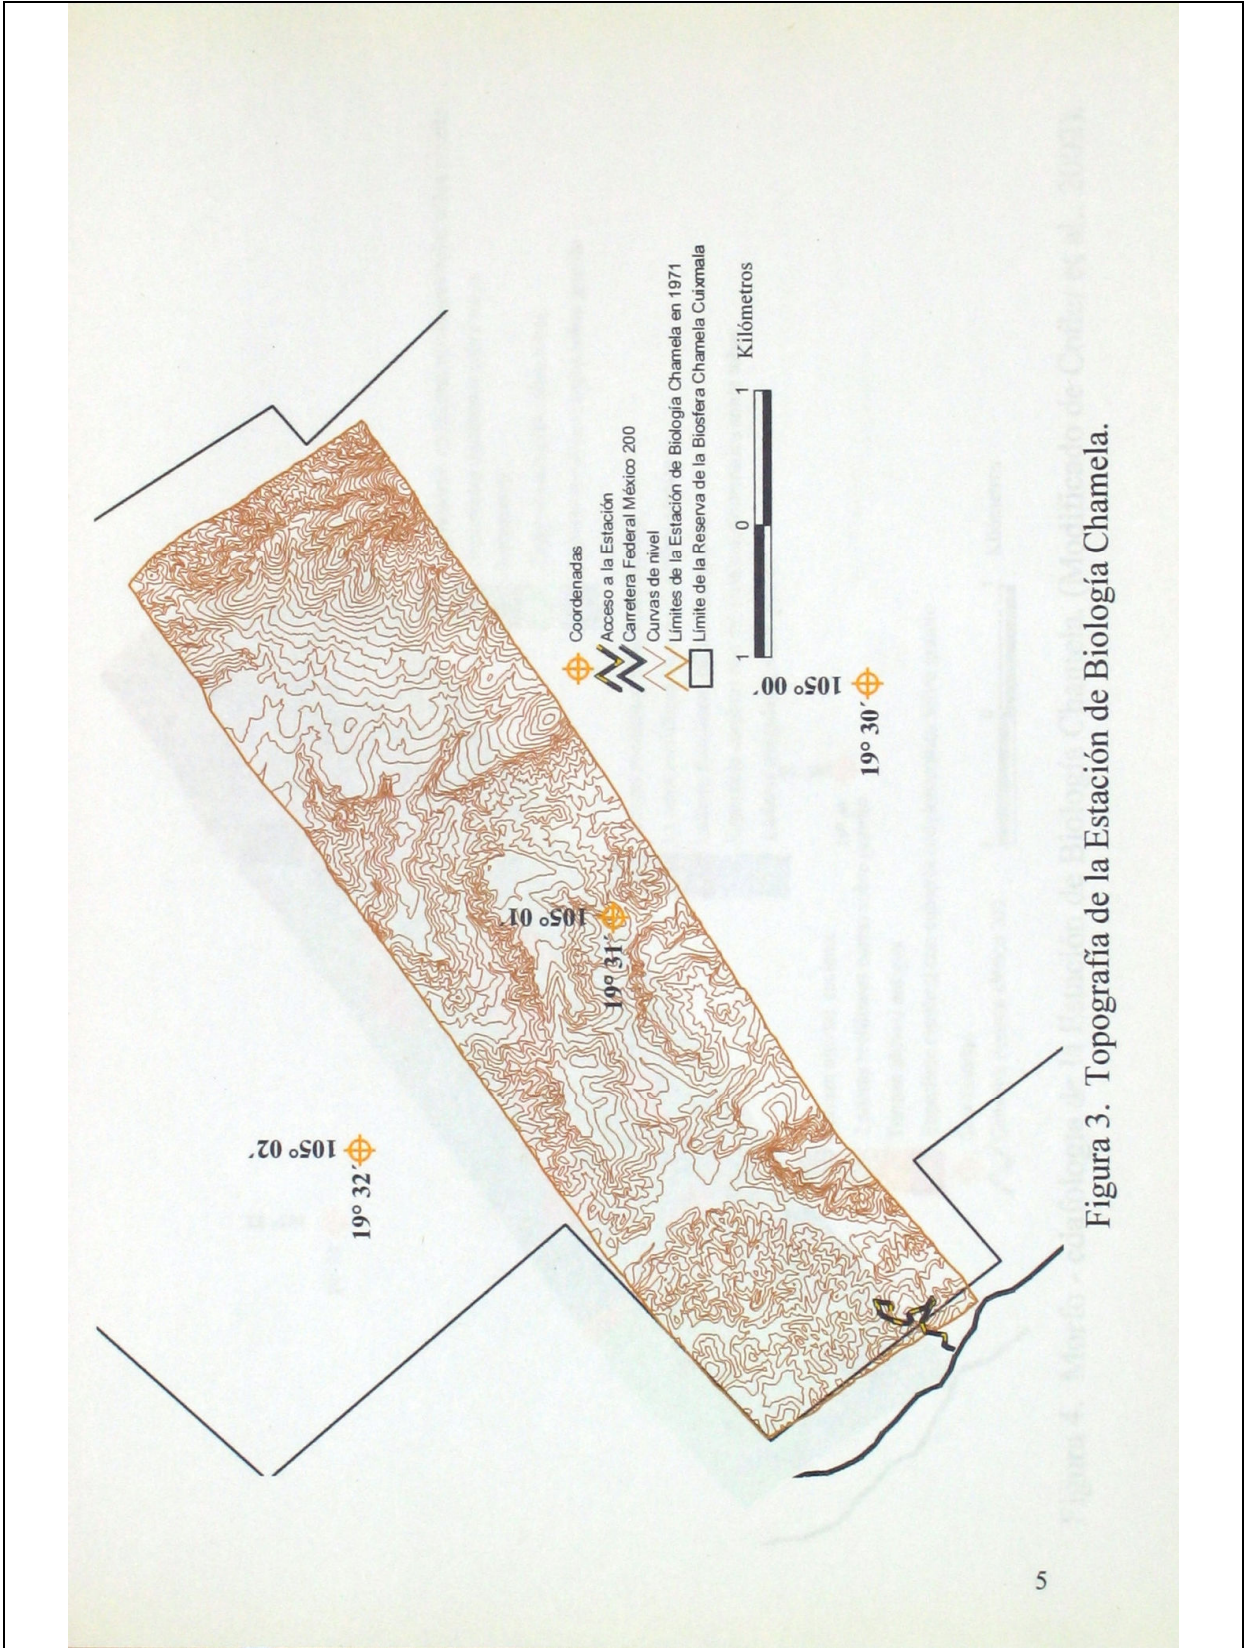 105° 02´
19° 32´
105° 01´
19° 31´
105° 00´
19° 30´
Coordenadas
Acceso a la Estación
Carretera Federal México 200
Curvas de nivel
Límites de la Estación de Biología Chamela en 1971
Límite de la Reserva de la Biosfera Chamela Cuixmala
1 0 1 Kilómetros
Figura 3. Topografía de la Estación de Biología Chamela.
5